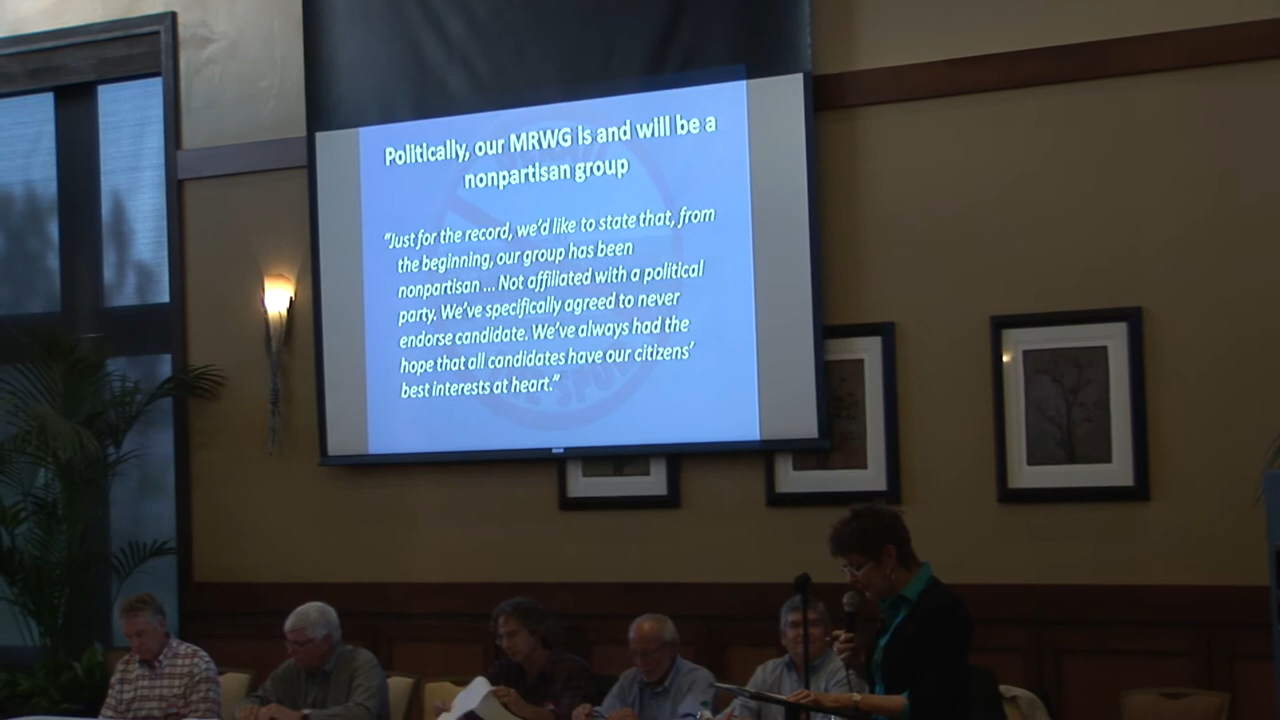 Politically, our MRWG is and will be a
nonpartisan group
“Just for the record, we’d like to state that, from
the beginning, our group has been
nonpartisan ... Not affiliated with a political
party. We’ve specifically agreed to never
endorse candidate. We’ve always had the
hope that all candidates have our citizens’
best interests at heart.”